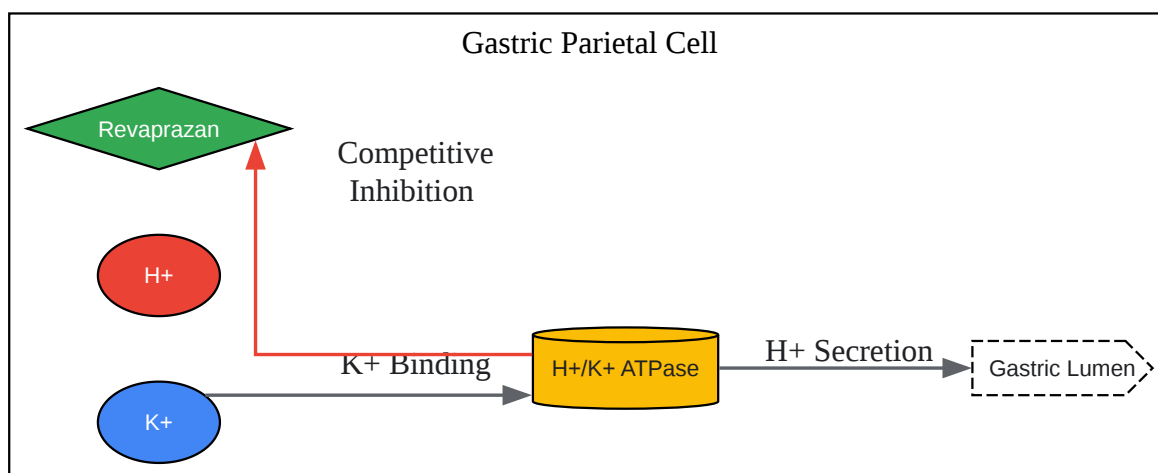 Gastric Parietal Cell
Revaprazan
Competitive
Inhibition
H+
K+ Binding
H+/K+ ATPase
H+ Secretion
Gastric Lumen
K+